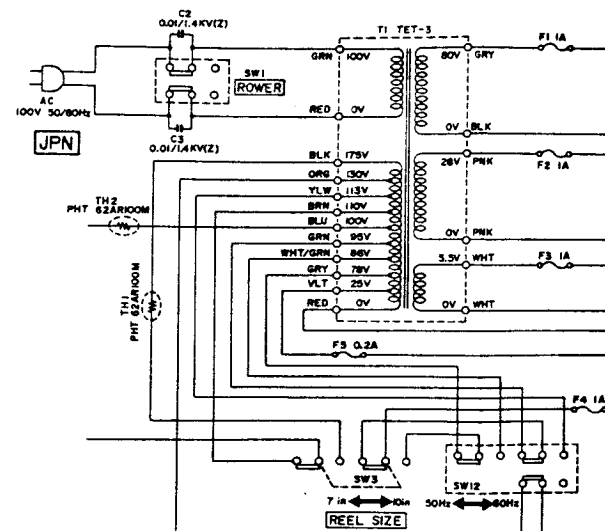 C2
0.01/1.4KV(Z)
T1 TET-3
F1 1A
GRN 100V
80V GRY
SW1
ROWER
AC
100V 50/60Hz
RED 0V
0V BLK
C3
0.01/1.4KV(Z)
JPN
BLK 175V
28V PNK
F2 1A
ORG 130V
YLW 113V
TH2
PHT 62AR100M
BRN 110V
BLU 100V
0V PNK
GRN 95V
WHT/GRN 86V
5.5V WHT
F3 1A
GRY 78V
VLT 25V
TH1
PHT 62AR100M
RED 0V
0V WHT
F5 0.2A
F4 1A
SW3
SW12
7 in 10in
50Hz 60Hz
REEL SIZE